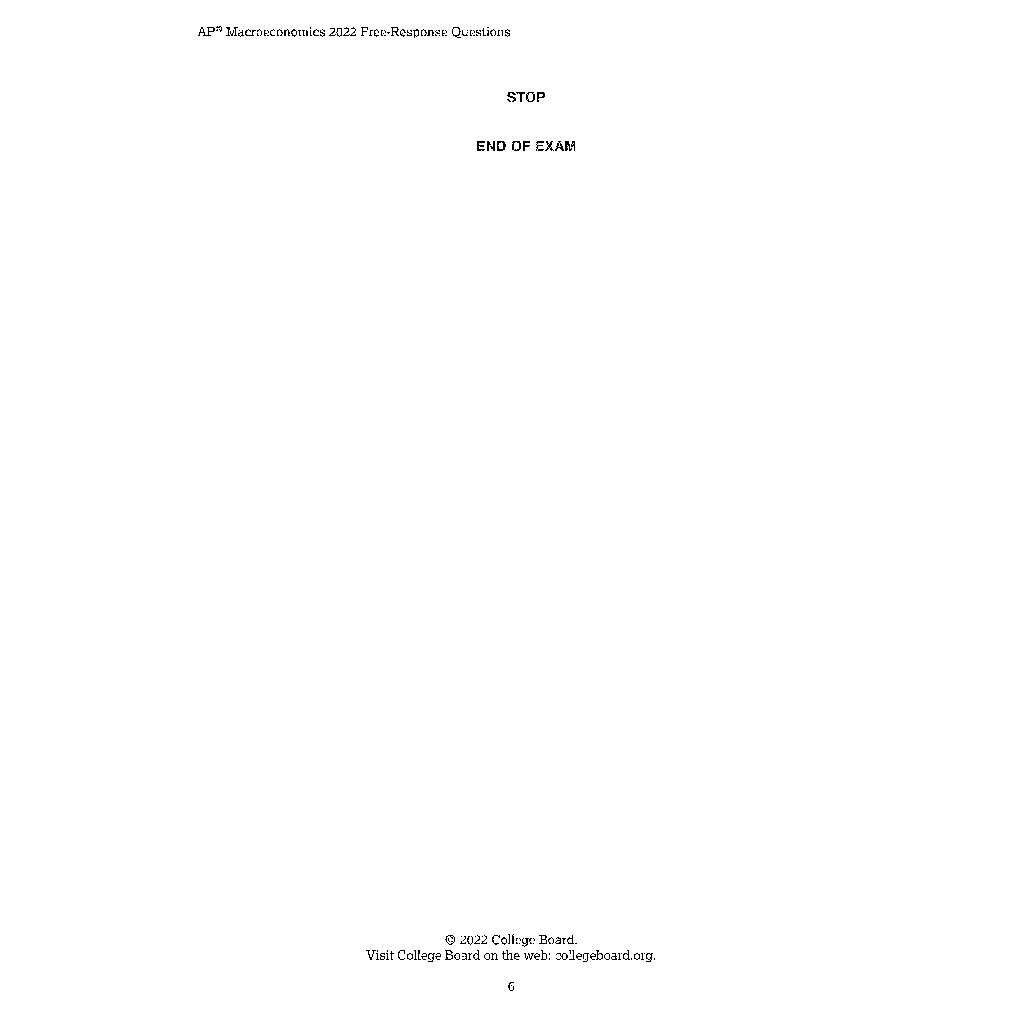 AP® Macroeconomics 2022 Free-Response Questions
STOP
END OF EXAM
© 2022 College Board.
Visit College Board on the web: collegeboard.org.
6